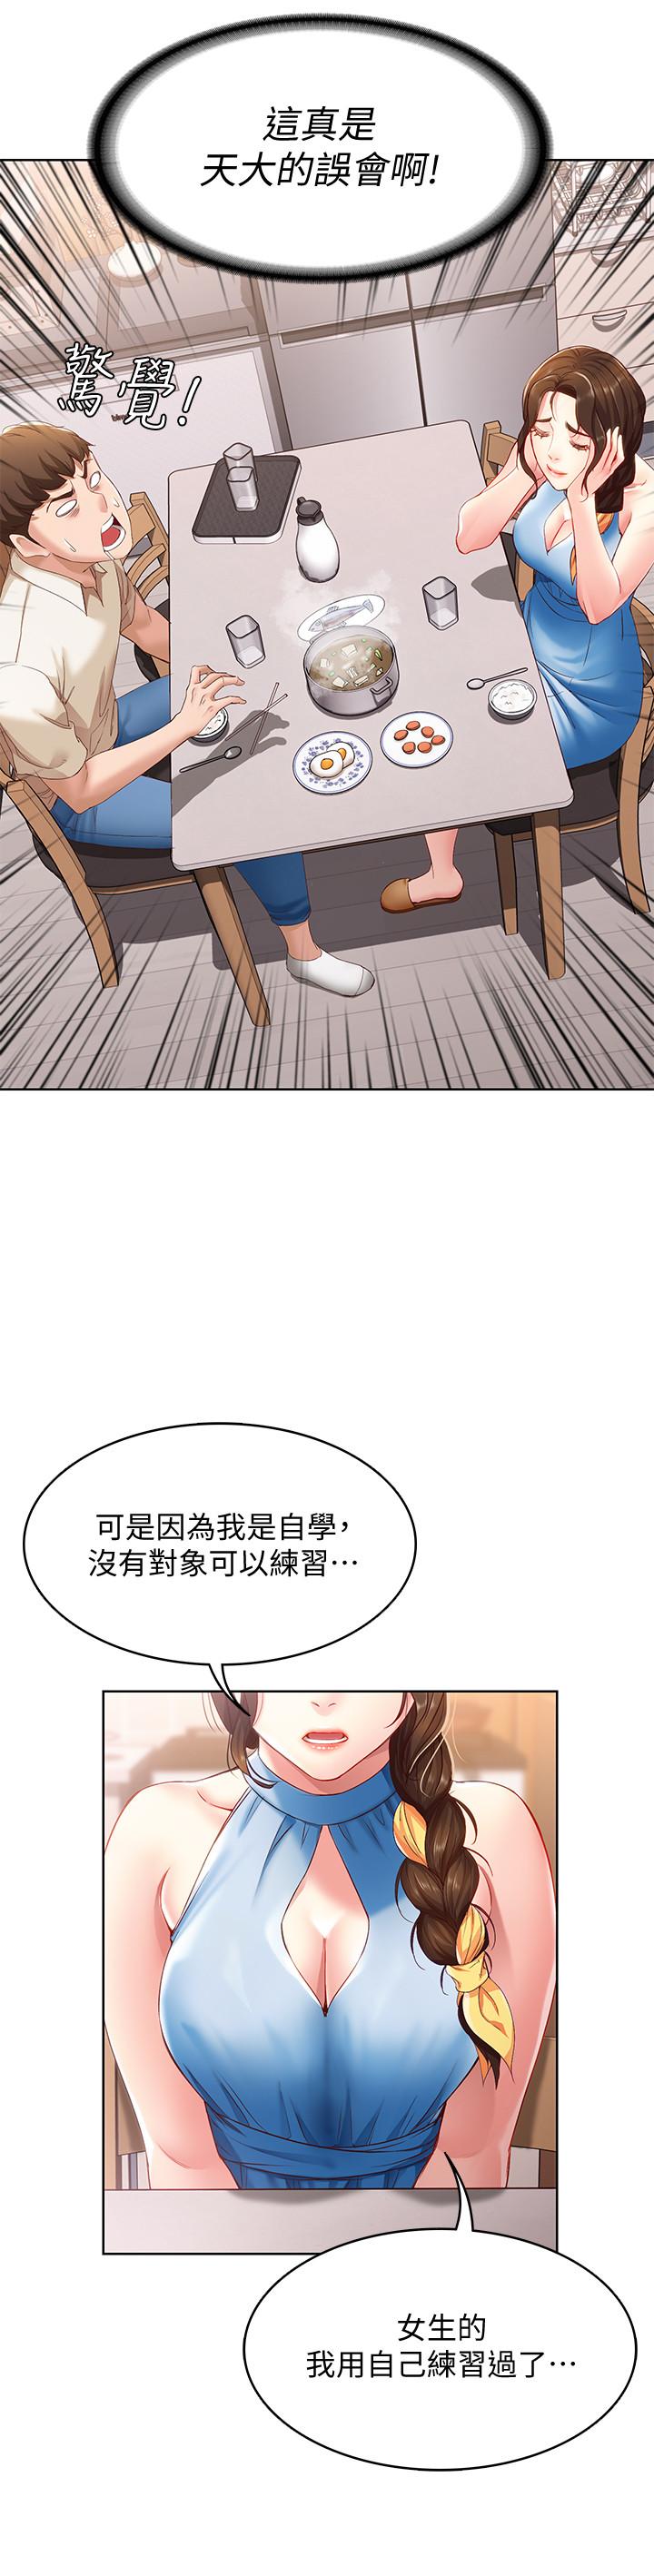 這真是
天大的誤會啊!
驚覺!
可是因為我是自學,
沒有對象可以練習…
女生的
我用自己練習過了…